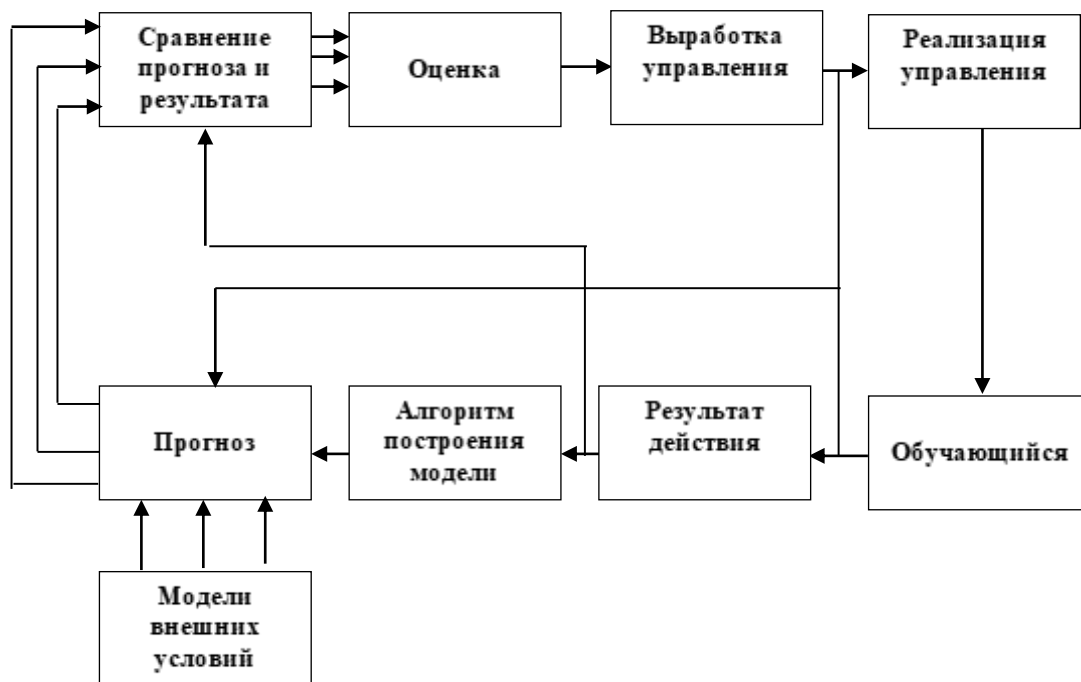 Сравнение
прогноза и
результата
Оценка
Выработка
управления
Реализация
управления
Прогноз
Алгоритм
построения
модели
Результат
действия
Обучающийся
Модели
внешних
условий